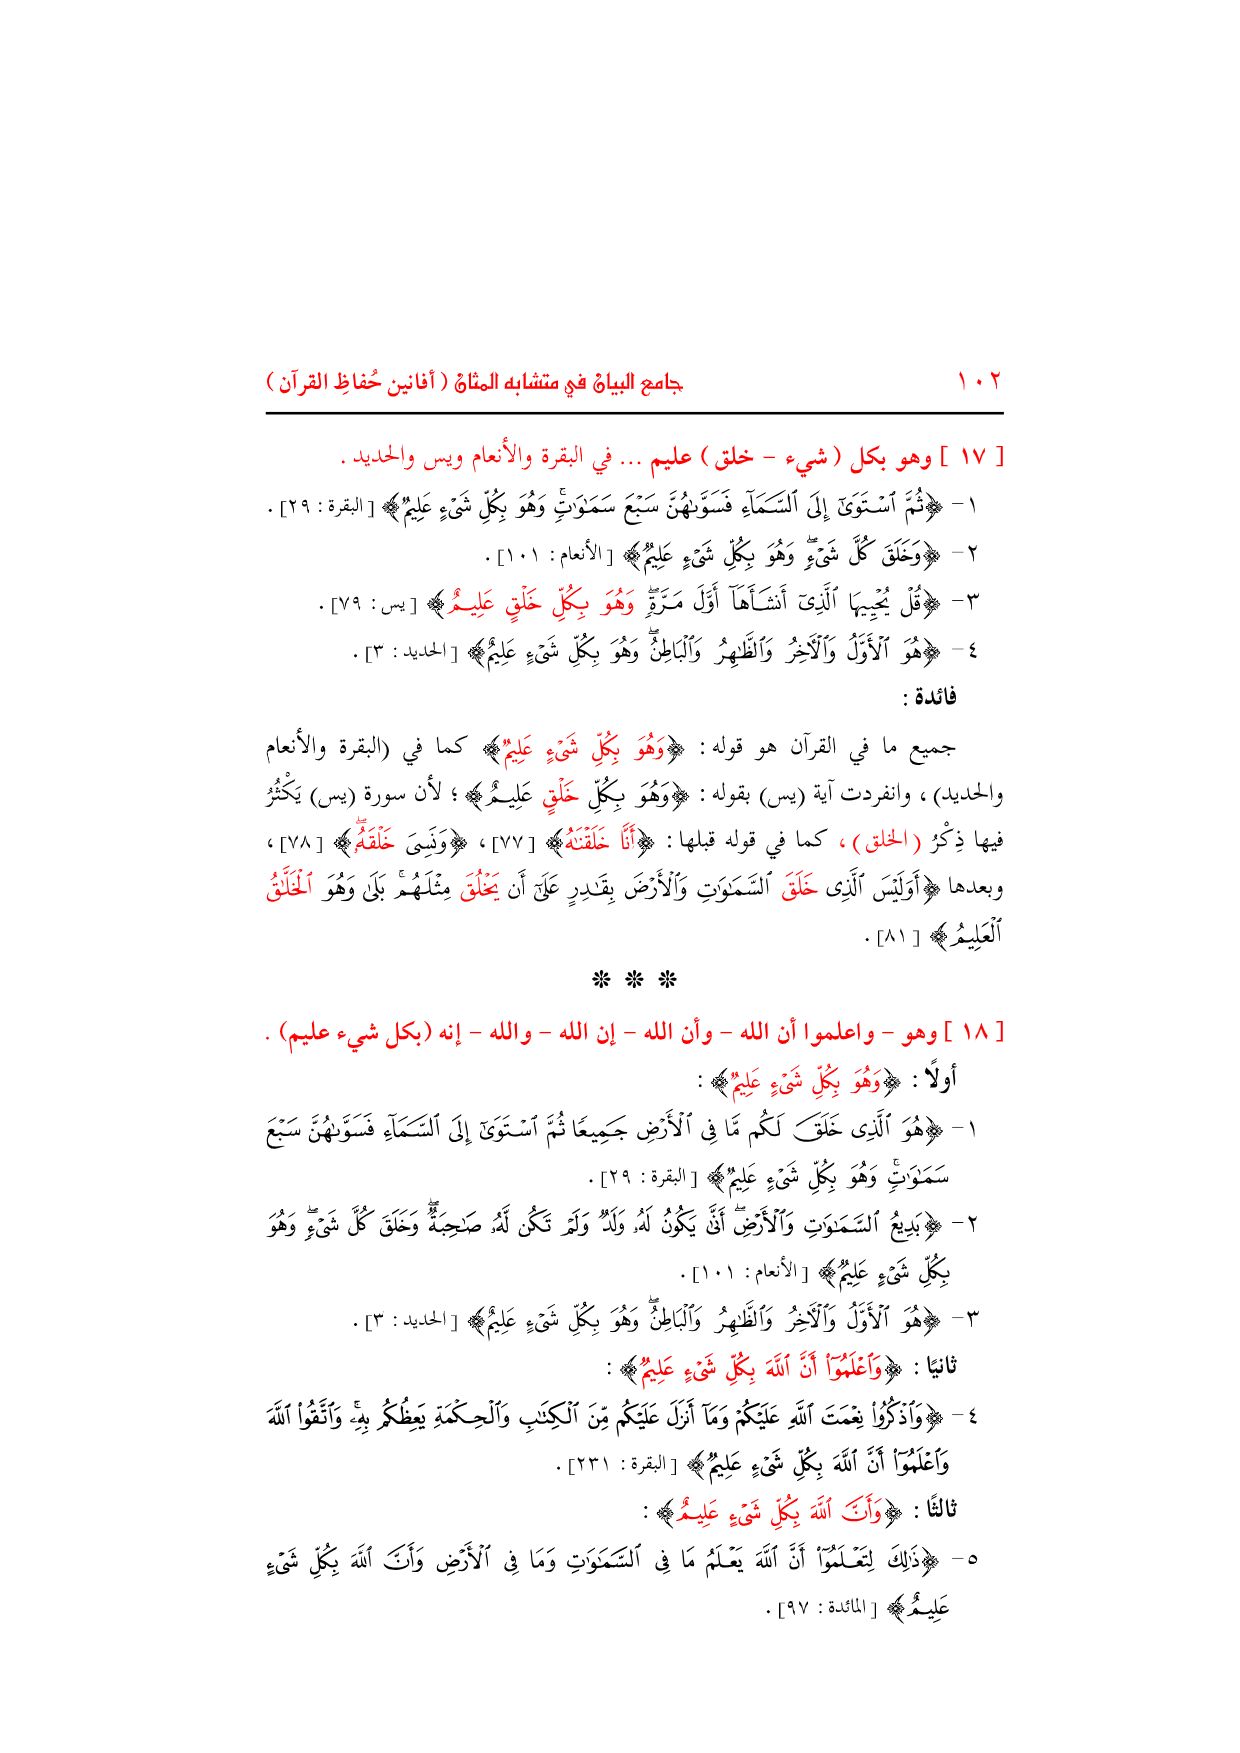 ١٠٢ جامع البيان في متشابه المثان ( أفانين حُفاظِ القرآن )
[ ١٧ ] وهو بكل ( شيء - خلق ) عليم ... في البقرة والأنعام ويس والحديد .
١- ﴿ثُمَّ ٱسْتَوَىٰٓ إِلَى ٱلسَّمَآءِ فَسَوَّىٰهُنَّ سَبْعَ سَمَٰوَٰتٍۚ وَهُوَ بِكُلِّ شَىْءٍ عَلِيمٌ﴾ [ البقرة : ٢٩] .
٢- ﴿وَخَلَقَ كُلَّ شَىْءٍۖ وَهُوَ بِكُلِّ شَىْءٍ عَلِيمٌ﴾ [ الأنعام : ١٠١] .
٣- ﴿قُلْ يُحْيِيهَا ٱلَّذِىٓ أَنشَأَهَآ أَوَّلَ مَرَّةٍۖ وَهُوَ بِكُلِّ خَلْقٍ عَلِيمٌ﴾ [ يس : ٧٩] .
٤- ﴿هُوَ ٱلْأَوَّلُ وَٱلْءَاخِرُ وَٱلظَّٰهِرُ وَٱلْبَاطِنُۖ وَهُوَ بِكُلِّ شَىْءٍ عَلِيمٌ﴾ [ الحديد : ٣] .
فائدة :
جميع ما في القرآن هو قوله : ﴿وَهُوَ بِكُلِّ شَىْءٍ عَلِيمٌ﴾ كما في (البقرة والأنعام
والحديد) ، وانفردت آية (يس) بقوله : ﴿وَهُوَ بِكُلِّ خَلْقٍ عَلِيمٌ﴾ ؛ لأن سورة (يس) يَكْثُرُ
فيها ذِكْرُ ( الخلق ) ، كما في قوله قبلها : ﴿أَنَّا خَلَقْنَٰهُ﴾ [٧٧] ، ﴿وَنَسِىَ خَلْقَهُۥۖ﴾ [٧٨] ،
وبعدها ﴿أَوَلَيْسَ ٱلَّذِى خَلَقَ ٱلسَّمَٰوَٰتِ وَٱلْأَرْضَ بِقَٰدِرٍ عَلَىٰٓ أَن يَخْلُقَ مِثْلَهُمۚ بَلَىٰ وَهُوَ ٱلْخَلَّٰقُ
ٱلْعَلِيمُ﴾ [ ٨١] .
❊ ❊ ❊
[ ١٨ ] وهو - واعلموا أن الله - وأن الله - إن الله - والله - إنه (بكل شيء عليم) .
أولًا : ﴿وَهُوَ بِكُلِّ شَىْءٍ عَلِيمٌ﴾ :
١- ﴿هُوَ ٱلَّذِى خَلَقَ لَكُم مَّا فِى ٱلْأَرْضِ جَمِيعًا ثُمَّ ٱسْتَوَىٰٓ إِلَى ٱلسَّمَآءِ فَسَوَّىٰهُنَّ سَبْعَ
سَمَٰوَٰتٍۚ وَهُوَ بِكُلِّ شَىْءٍ عَلِيمٌ﴾ [ البقرة : ٢٩] .
٢- ﴿بَدِيعُ ٱلسَّمَٰوَٰتِ وَٱلْأَرْضِۖ أَنَّىٰ يَكُونُ لَهُۥ وَلَدٌ وَلَمْ تَكُن لَّهُۥ صَٰحِبَةٌۖ وَخَلَقَ كُلَّ شَىْءٍۖ وَهُوَ
بِكُلِّ شَىْءٍ عَلِيمٌ﴾ [ الأنعام : ١٠١] .
٣- ﴿هُوَ ٱلْأَوَّلُ وَٱلْءَاخِرُ وَٱلظَّٰهِرُ وَٱلْبَاطِنُۖ وَهُوَ بِكُلِّ شَىْءٍ عَلِيمٌ﴾ [ الحديد : ٣] .
ثانيًا : ﴿وَٱعْلَمُوٓا۟ أَنَّ ٱللَّهَ بِكُلِّ شَىْءٍ عَلِيمٌ﴾ :
٤- ﴿وَٱذْكُرُوا۟ نِعْمَتَ ٱللَّهِ عَلَيْكُمْ وَمَآ أَنزَلَ عَلَيْكُم مِّنَ ٱلْكِتَٰبِ وَٱلْحِكْمَةِ يَعِظُكُم بِهِۦۚ وَٱتَّقُوا۟ ٱللَّهَ
وَٱعْلَمُوٓا۟ أَنَّ ٱللَّهَ بِكُلِّ شَىْءٍ عَلِيمٌ﴾ [ البقرة : ٢٣١] .
ثالثًا : ﴿وَأَنَّ ٱللَّهَ بِكُلِّ شَىْءٍ عَلِيمٌ﴾ :
٥- ﴿ذَٰلِكَ لِتَعْلَمُوٓا۟ أَنَّ ٱللَّهَ يَعْلَمُ مَا فِى ٱلسَّمَٰوَٰتِ وَمَا فِى ٱلْأَرْضِ وَأَنَّ ٱللَّهَ بِكُلِّ شَىْءٍ
عَلِيمٌ﴾ [ المائدة : ٩٧] .